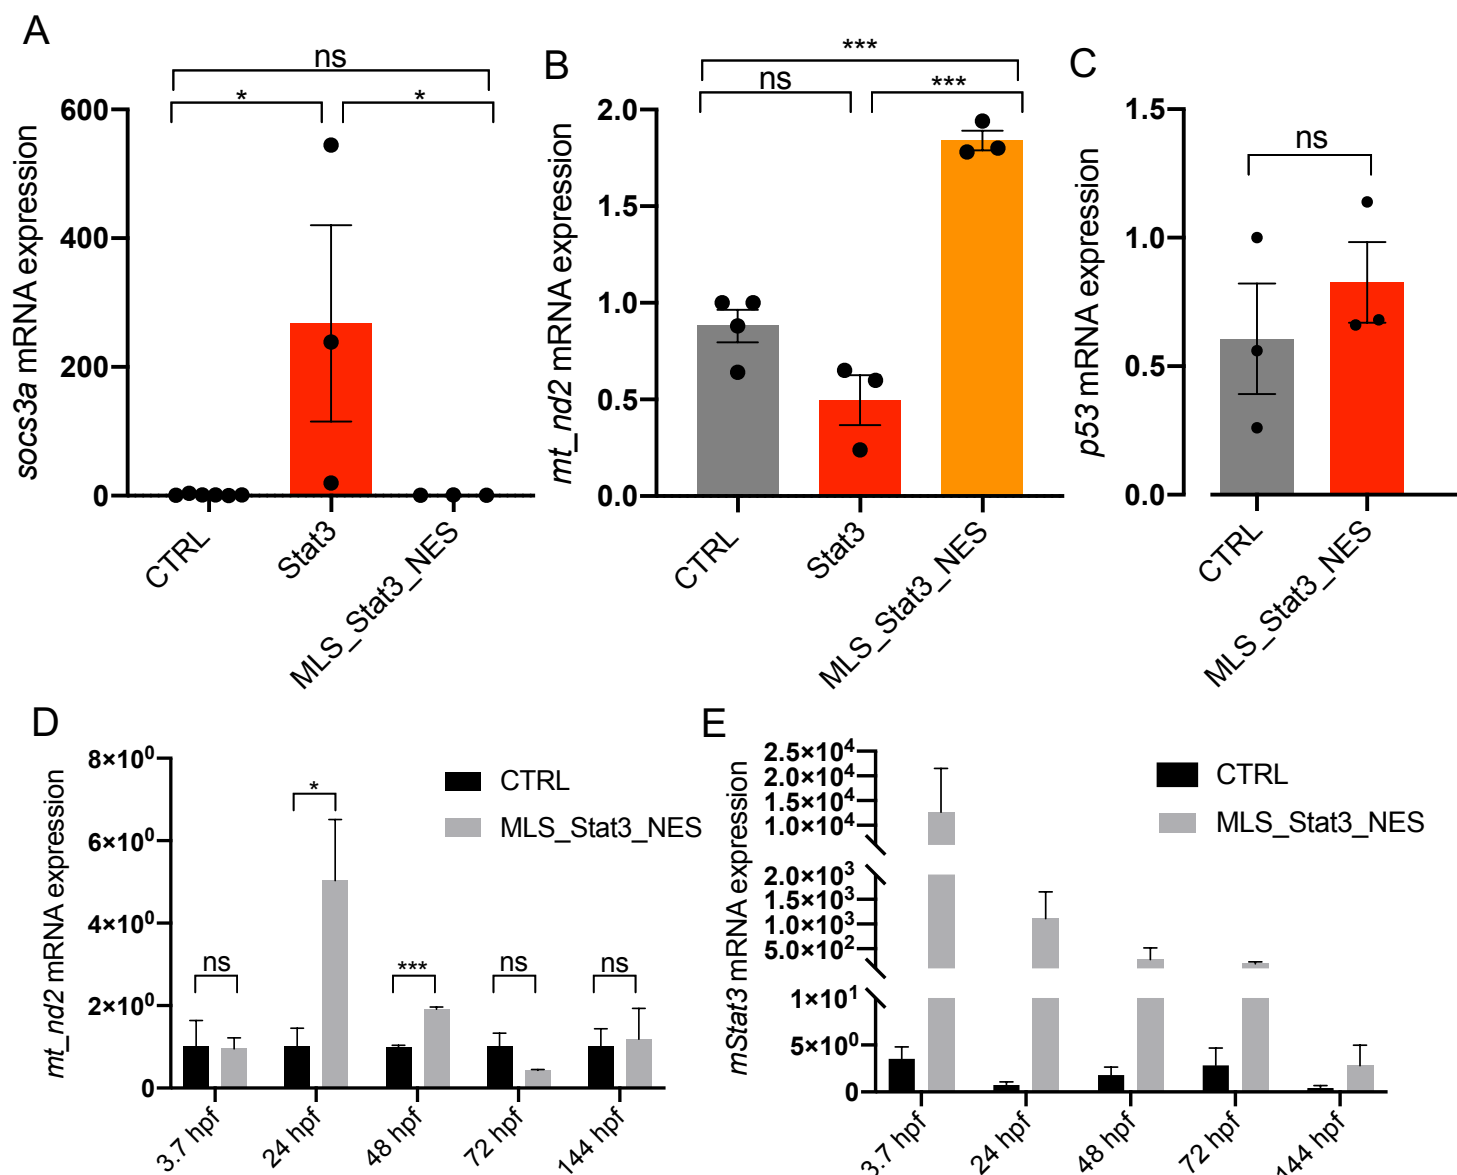 A
socs3a mRNA expression
600
400
200
0
ns
*
*
CTRL
Stat3
MLS_Stat3_NES
B
mt_nd2 mRNA expression
2.0
1.5
1.0
0.5
0.0
***
ns
***
CTRL
Stat3
MLS_Stat3_NES
C
p53 mRNA expression
1.5
1.0
0.5
0.0
ns
CTRL
MLS_Stat3_NES
D
mt_nd2 mRNA expression
8×10⁰
6×10⁰
4×10⁰
2×10⁰
0
CTRL
MLS_Stat3_NES
ns
*
***
ns
ns
3.7 hpf
24 hpf
48 hpf
72 hpf
144 hpf
E
mStat3 mRNA expression
2.5×10⁴
2.0×10⁴
1.5×10⁴
1.0×10⁴
2.0×10³
1.5×10³
1.0×10³
5.0×10²
1×10¹
5×10⁰
0
CTRL
MLS_Stat3_NES
3.7 hpf
24 hpf
48 hpf
72 hpf
144 hpf